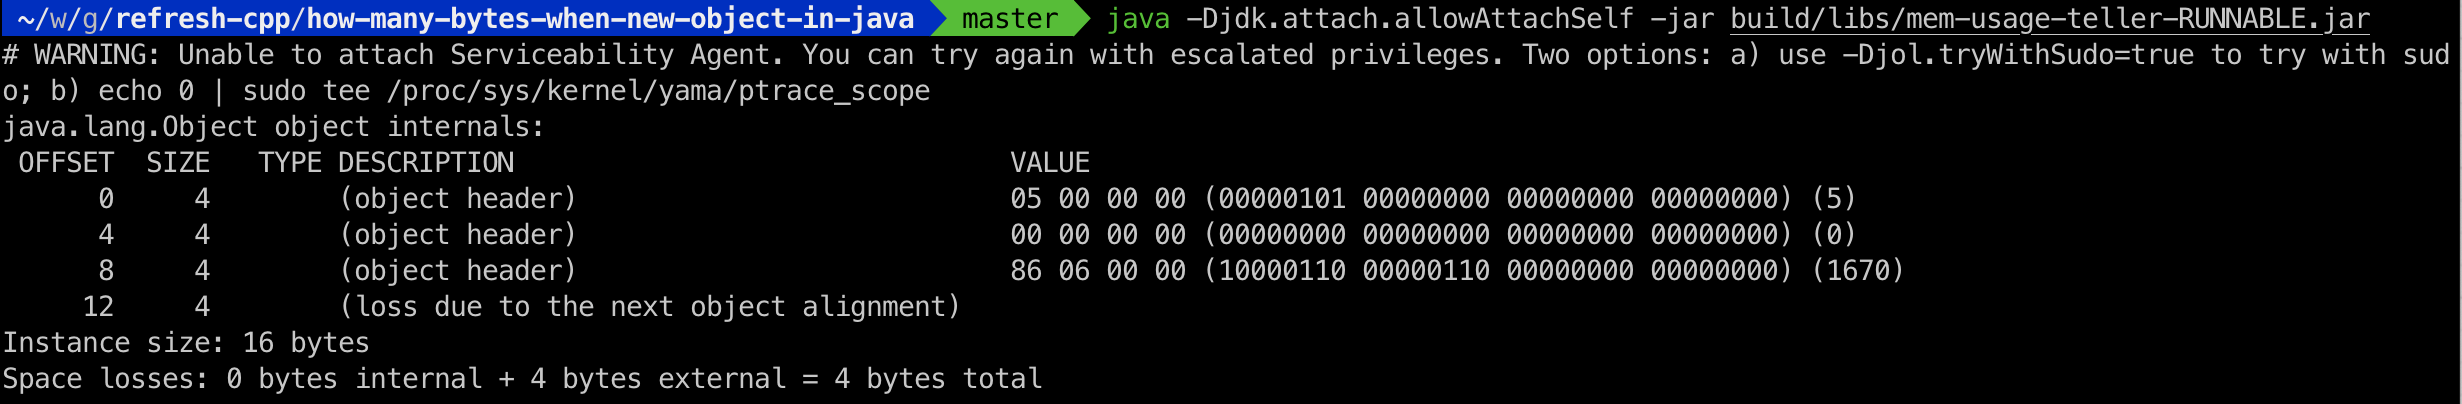 ~/w/g/refresh-cpp/how-many-bytes-when-new-object-in-java master java -Djdk.attach.allowAttachSelf -jar build/libs/mem-usage-teller-RUNNABLE.jar
# WARNING: Unable to attach Serviceability Agent. You can try again with escalated privileges. Two options: a) use -Djol.tryWithSudo=true to try with sud
o; b) echo 0 | sudo tee /proc/sys/kernel/yama/ptrace_scope
java.lang.Object object internals:
 OFFSET  SIZE   TYPE DESCRIPTION                               VALUE
      0     4        (object header)                           05 00 00 00 (00000101 00000000 00000000 00000000) (5)
      4     4        (object header)                           00 00 00 00 (00000000 00000000 00000000 00000000) (0)
      8     4        (object header)                           86 06 00 00 (10000110 00000110 00000000 00000000) (1670)
     12     4        (loss due to the next object alignment)
Instance size: 16 bytes
Space losses: 0 bytes internal + 4 bytes external = 4 bytes total